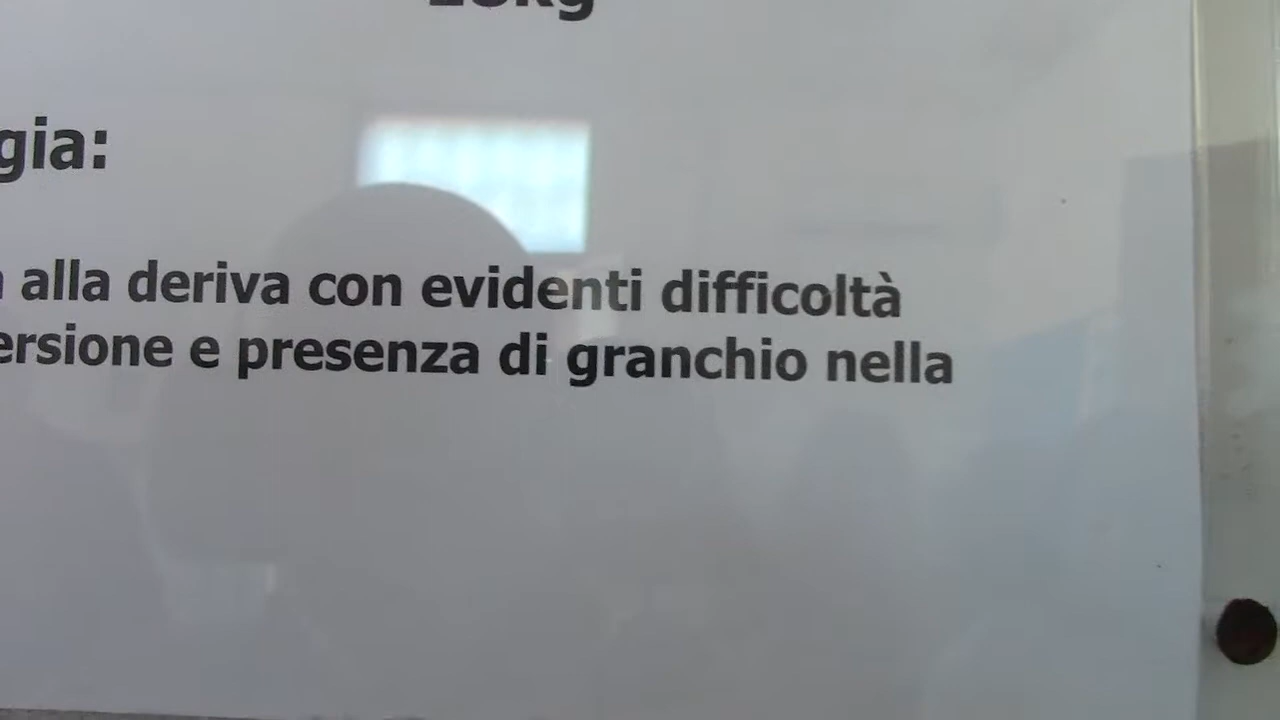 gia:
alla deriva con evidenti difficoltà
ersione e presenza di granchio nella